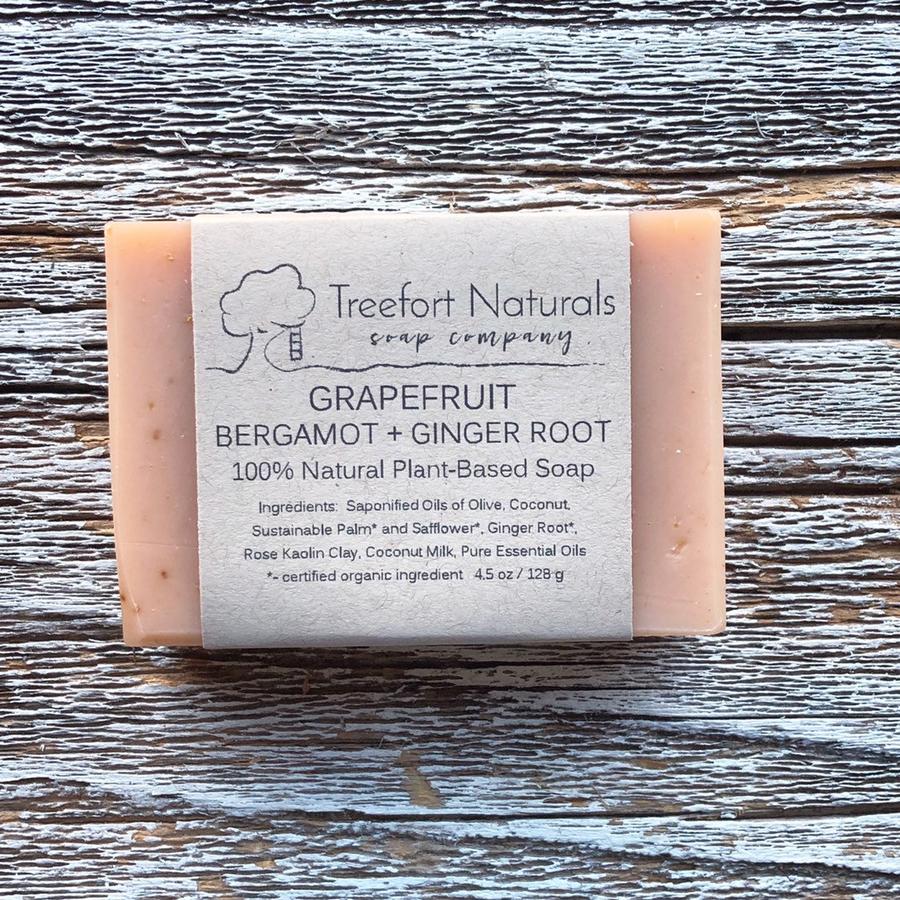 Treefort Naturals
soap company.
GRAPEFRUIT
BERGAMOT + GINGER ROOT
100% Natural Plant-Based Soap
Ingredients: Saponified Oils of Olive, Coconut,
Sustainable Palm* and Safflower*, Ginger Root*,
Rose Kaolin Clay, Coconut Milk, Pure Essential Oils
*- certified organic ingredient 4.5 oz / 128 g